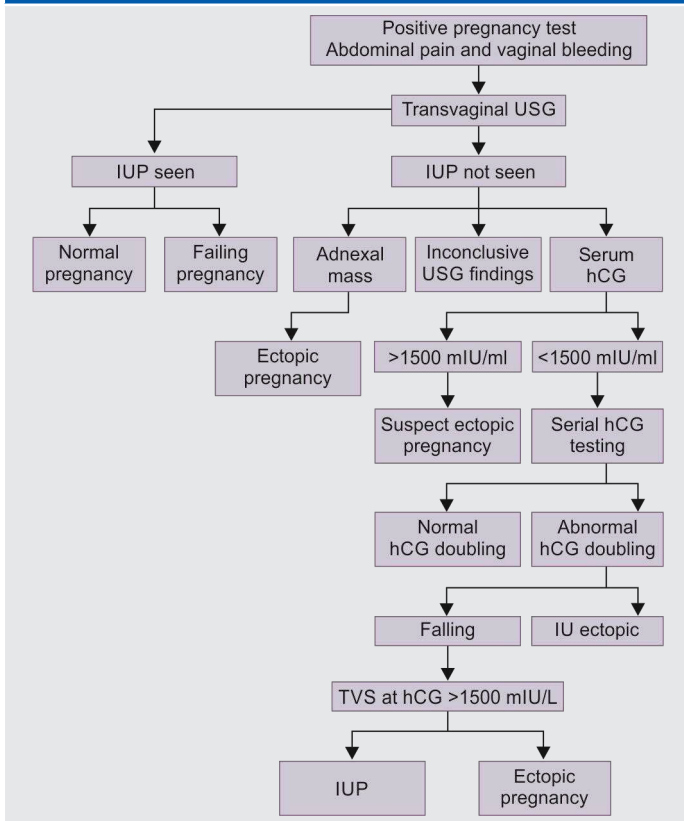 Positive pregnancy test
Abdominal pain and vaginal bleeding
Transvaginal USG
IUP seen
IUP not seen
Normal
pregnancy
Failing
pregnancy
Adnexal
mass
Inconclusive
USG findings
Serum
hCG
Ectopic
pregnancy
>1500 mIU/ml
<1500 mIU/ml
Suspect ectopic
pregnancy
Serial hCG
testing
Normal
hCG doubling
Abnormal
hCG doubling
Falling
IU ectopic
TVS at hCG >1500 mIU/L
IUP
Ectopic
pregnancy